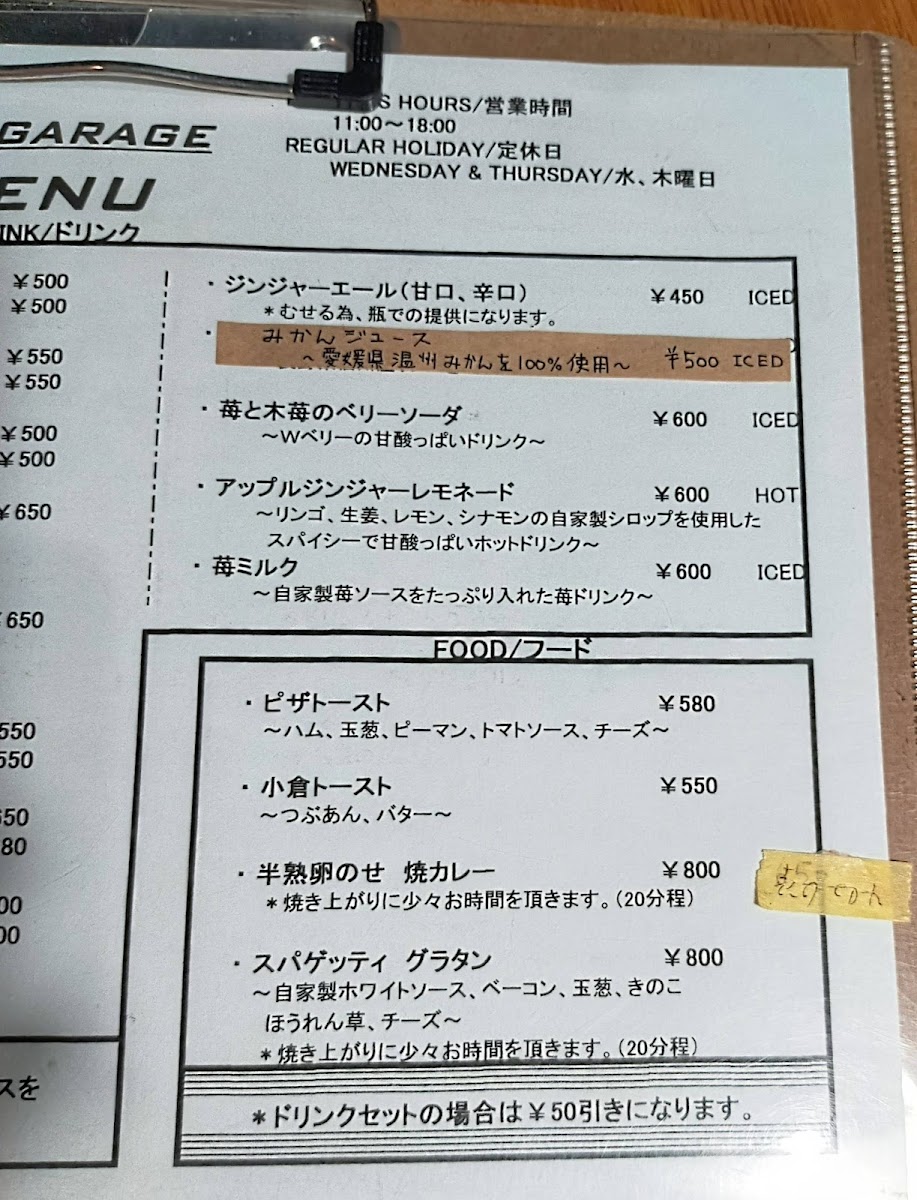 GARAGE
ENU
INK/ドリンク
S HOURS/営業時間
11:00～18:00
REGULAR HOLIDAY/定休日
WEDNESDAY & THURSDAY/水、木曜日
￥500
￥500
￥550
￥550
￥500
￥500
￥650
￥650
550
550
650
80
00
00
スを
・ジンジャーエール(甘口、辛口) ￥450 ICED
＊むせる為、瓶での提供になります。
・みかんジュース
～愛媛県温州みかんを100%使用～ ¥500 ICED
・苺と木苺のベリーソーダ ￥600 ICED
～Wベリーの甘酸っぱいドリンク～
・アップルジンジャーレモネード ￥600 HOT
～リンゴ、生姜、レモン、シナモンの自家製シロップを使用した
スパイシーで甘酸っぱいホットドリンク～
・苺ミルク ￥600 ICED
～自家製苺ソースをたっぷり入れた苺ドリンク～
FOOD/フード
・ピザトースト ￥580
～ハム、玉葱、ピーマン、トマトソース、チーズ～
・小倉トースト ￥550
～つぶあん、バター～
・半熟卵のせ 焼カレー ￥800
＊焼き上がりに少々お時間を頂きます。(20分程)
・スパゲッティ グラタン ￥800
～自家製ホワイトソース、ベーコン、玉葱、きのこ
ほうれん草、チーズ～
＊焼き上がりに少々お時間を頂きます。(20分程)
＊ドリンクセットの場合は￥50引きになります。